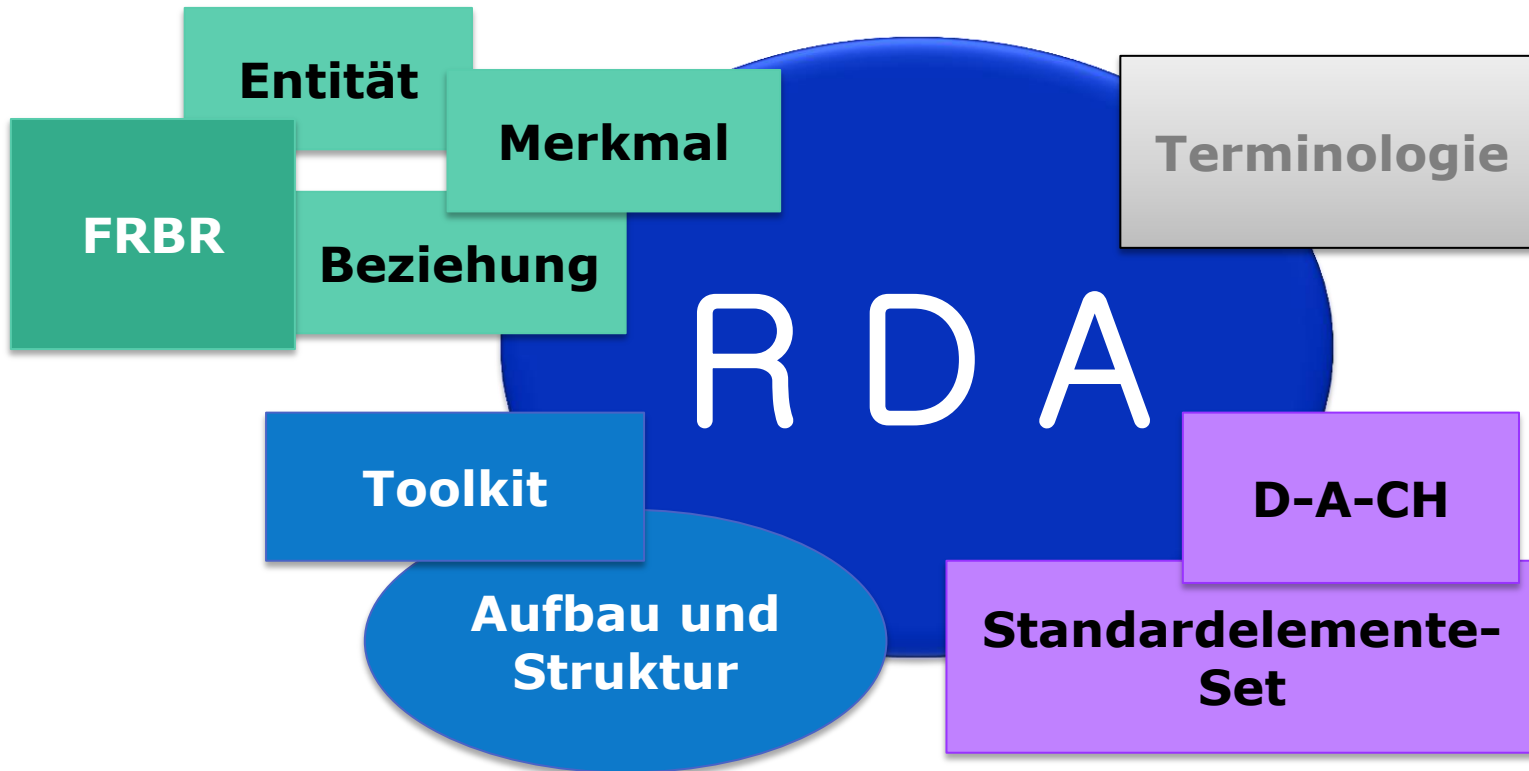 Entität
Merkmal
FRBR
Beziehung
Terminologie
R D A
Toolkit
D-A-CH
Aufbau und
Struktur
Standardelemente-
Set